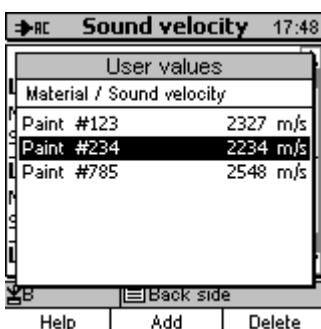 AC Sound velocity 17:48
User values
Material / Sound velocity
Paint #123 2327 m/s
Paint #234 2234 m/s
Paint #785 2548 m/s
B Back side
Help Add Delete